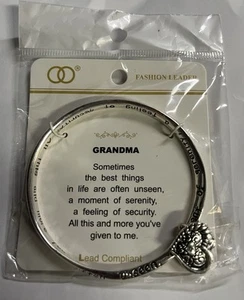 FASHION LEADER
GRANDMA
Sometimes
the best things
in life are often unseen,
a moment of serenity,
a feeling of security.
All this and more you've
given to me.
Lead Compliant